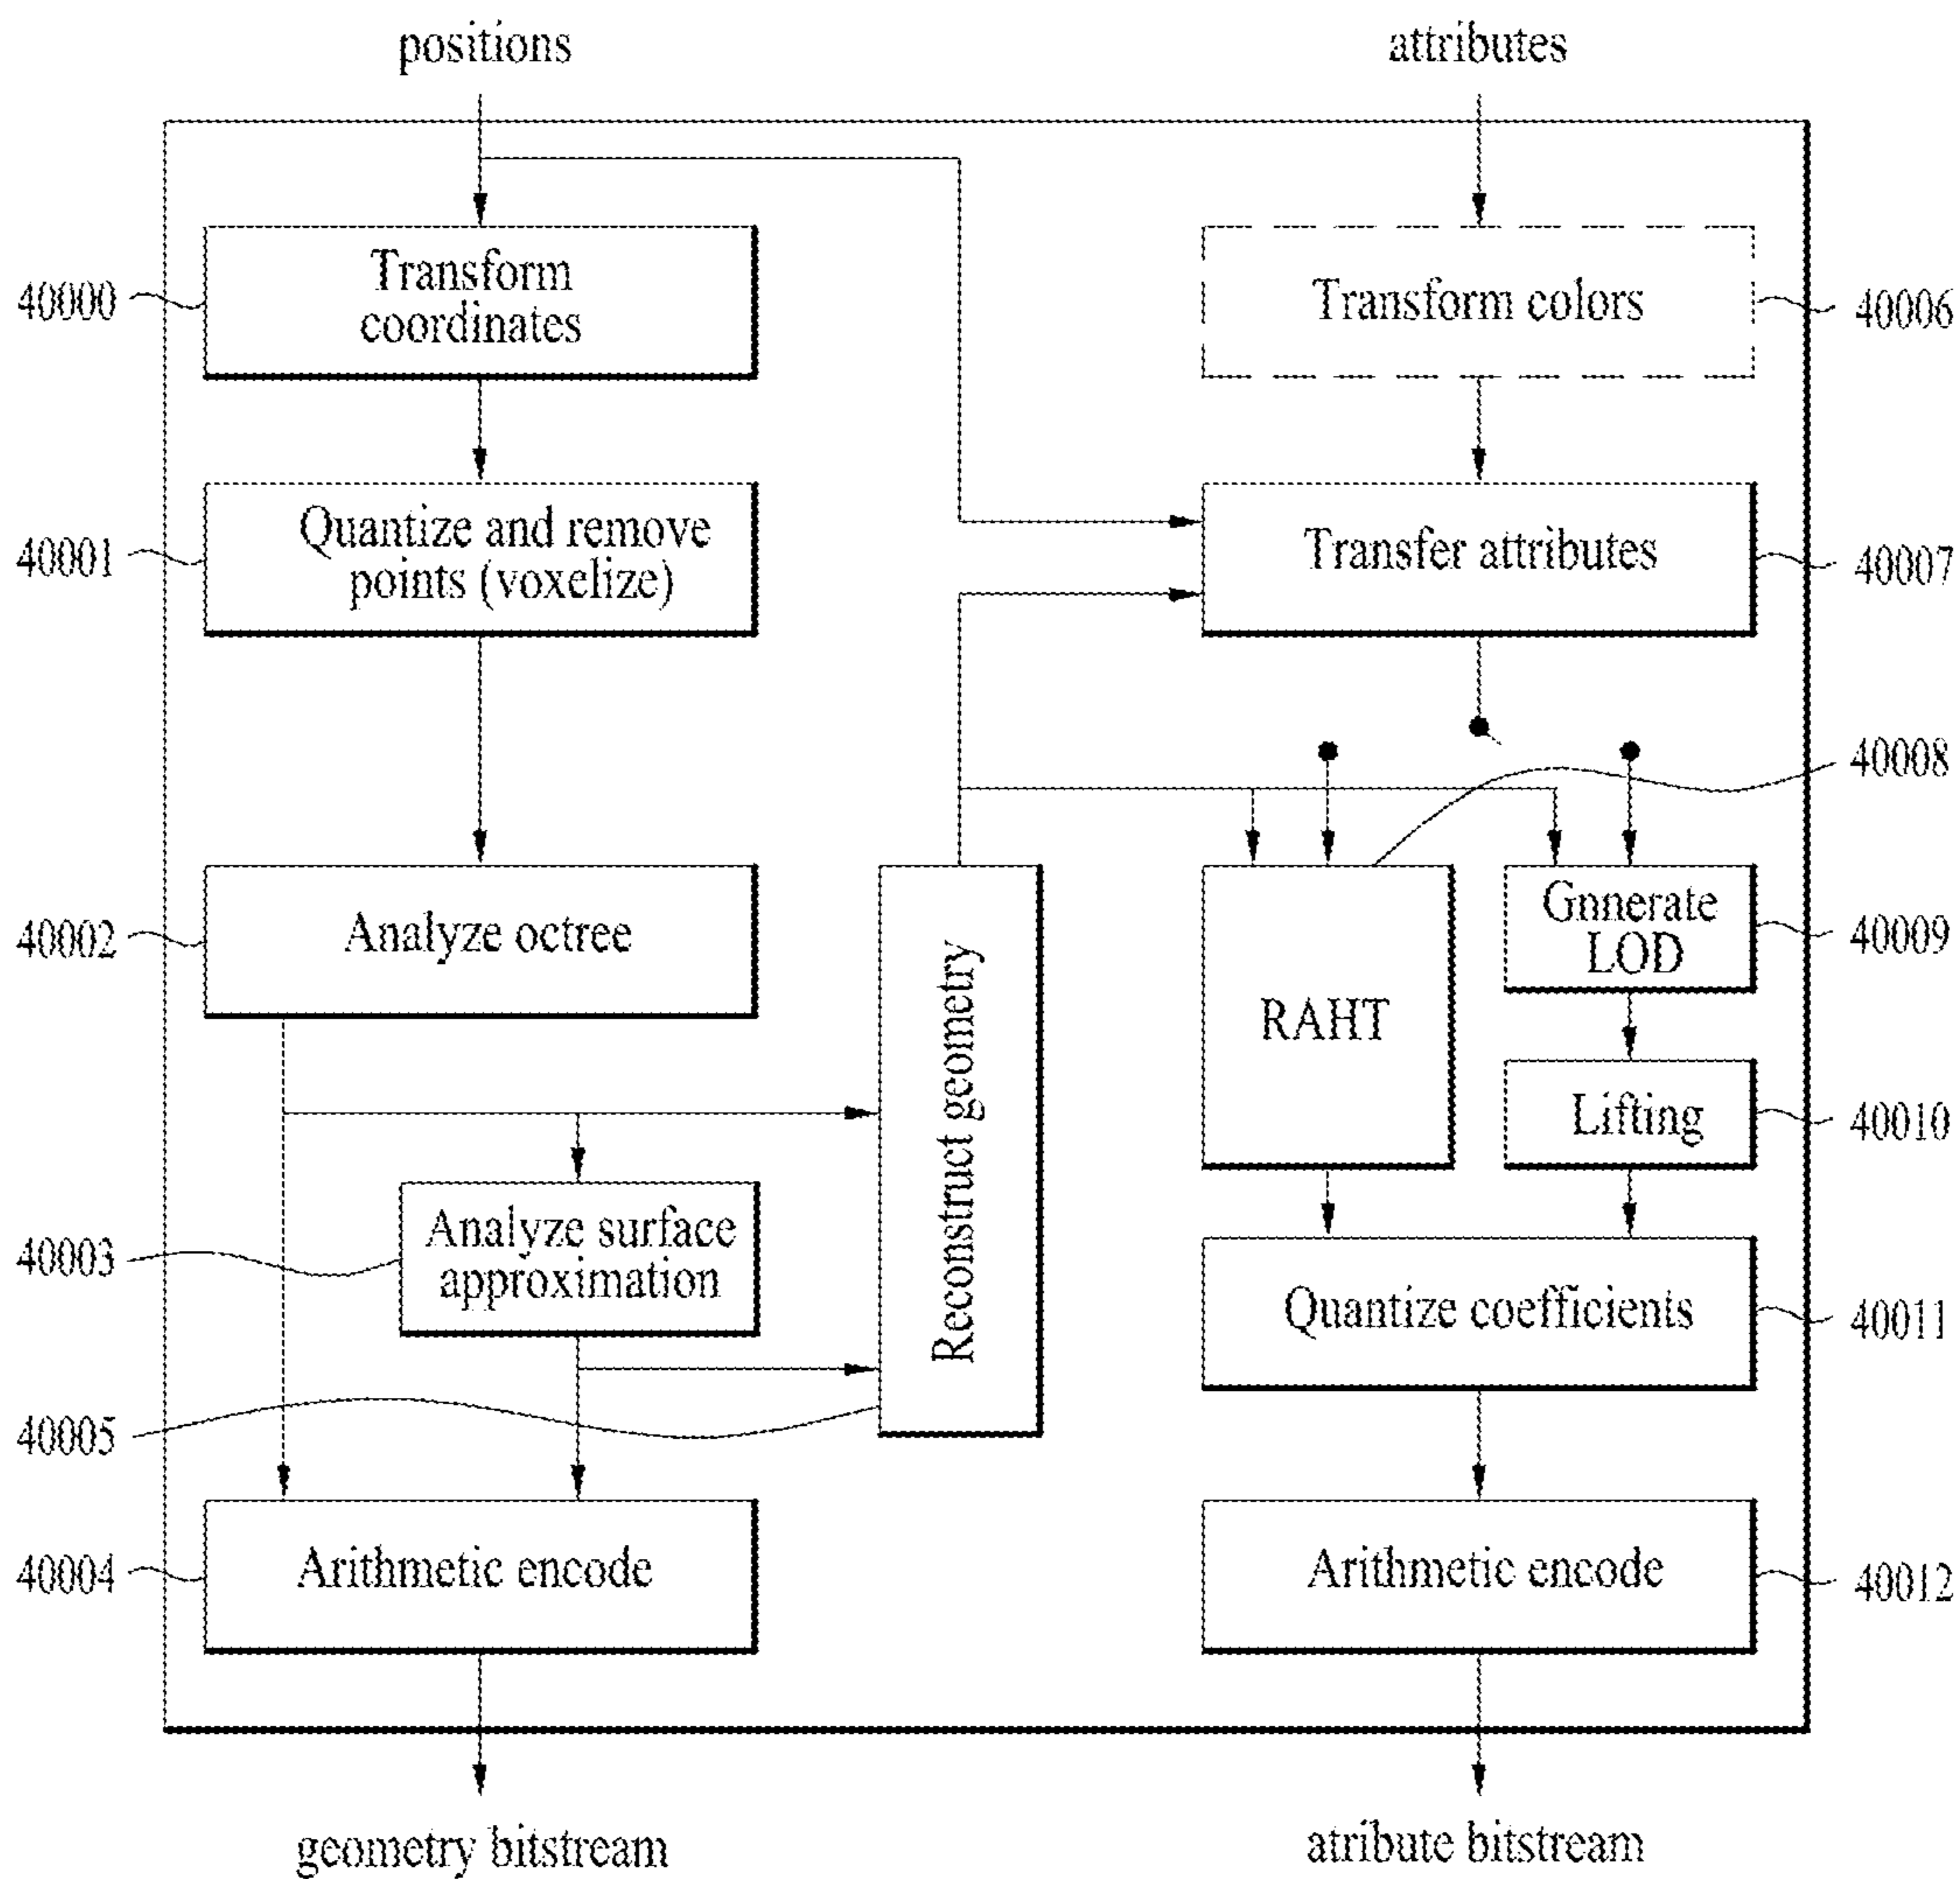 positions
attributes
Transform
coordinates
40000
Transform colors
40006
Quantize and remove
points (voxelize)
40001
Transfer attributes
40007
40008
Analyze octree
40002
Reconstruct geometry
RAHT
Gnnerate
LOD
40009
Lifting
40010
Analyze surface
approximation
40003
Quantize coefficients
40011
40005
Arithmetic encode
40004
Arithmetic encode
40012
geometry bitstream
atribute bitstream